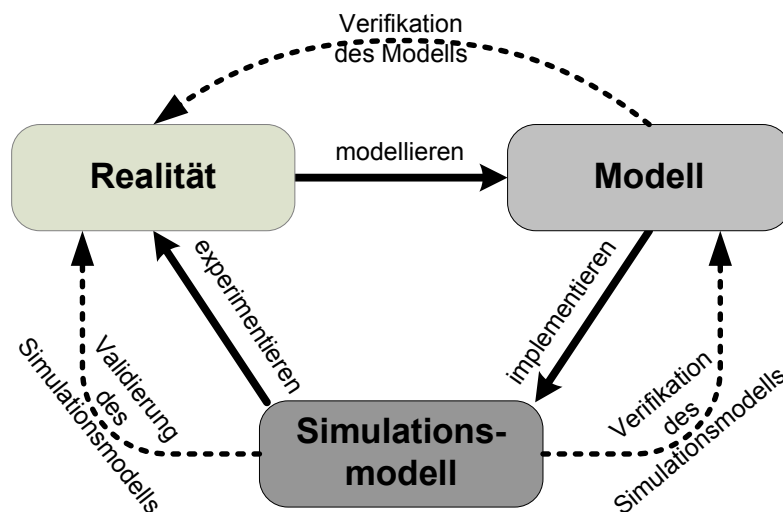 Verifikation
des Modells
Realität
modellieren
Modell
experimentieren
implementieren
Validierung
des
Simulationsmodells
Simulations-
modell
Verifikation
des
Simulationsmodells